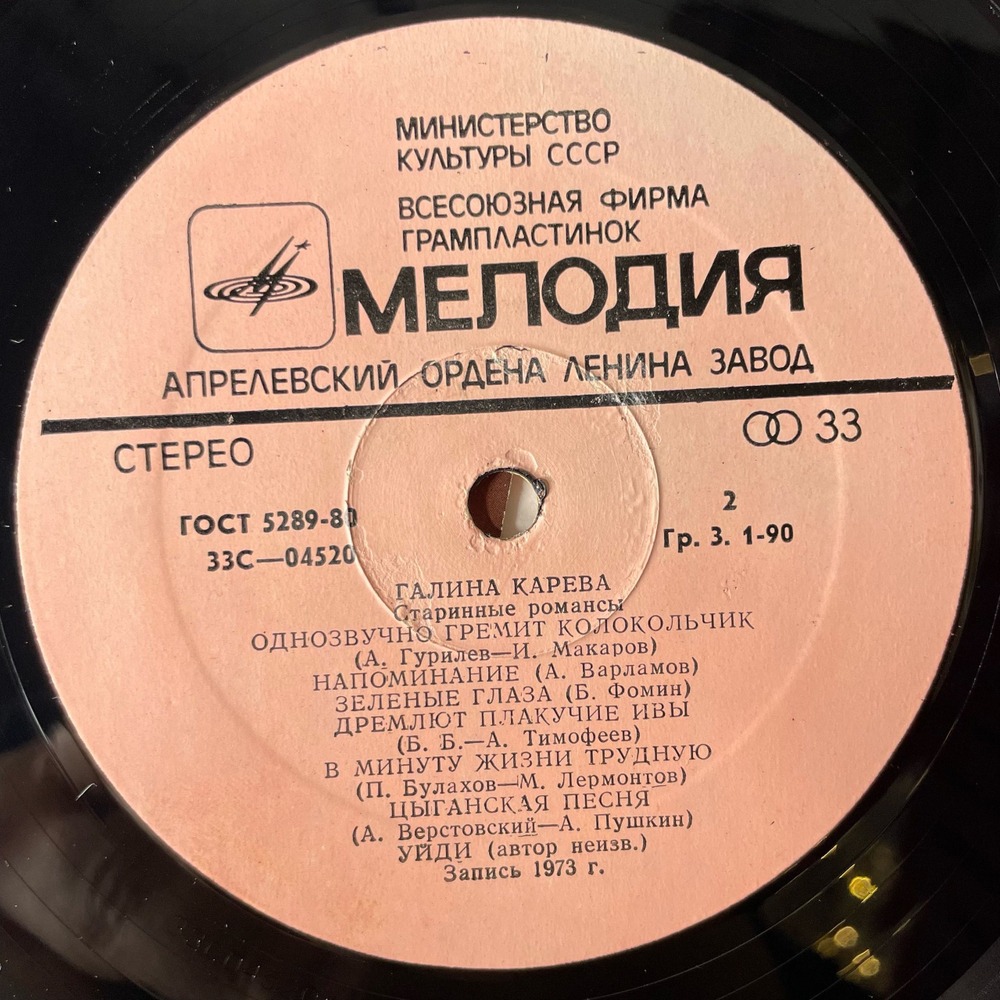 МИНИСТЕРСТВО
КУЛЬТУРЫ СССР
ВСЕСОЮЗНАЯ ФИРМА
ГРАМПЛАСТИНОК
МЕЛОДИЯ
АПРЕЛЕВСКИЙ ОРДЕНА ЛЕНИНА ЗАВОД
СТЕРЕО
33
ГОСТ 5289-80
2
33С—04520
Гр. 3. 1-90
ГАЛИНА КАРЕВА
Старинные романсы
ОДНОЗВУЧНО ГРЕМИТ КОЛОКОЛЬЧИК
(А. Гурилев—И. Макаров)
НАПОМИНАНИЕ (А. Варламов)
ЗЕЛЕНЫЕ ГЛАЗА (Б. Фомин)
ДРЕМЛЮТ ПЛАКУЧИЕ ИВЫ
(Б. Б.—А. Тимофеев)
В МИНУТУ ЖИЗНИ ТРУДНУЮ
(П. Булахов—М. Лермонтов)
ЦЫГАНСКАЯ ПЕСНЯ
(А. Верстовский—А. Пушкин)
УЙДИ (автор неизв.)
Запись 1973 г.